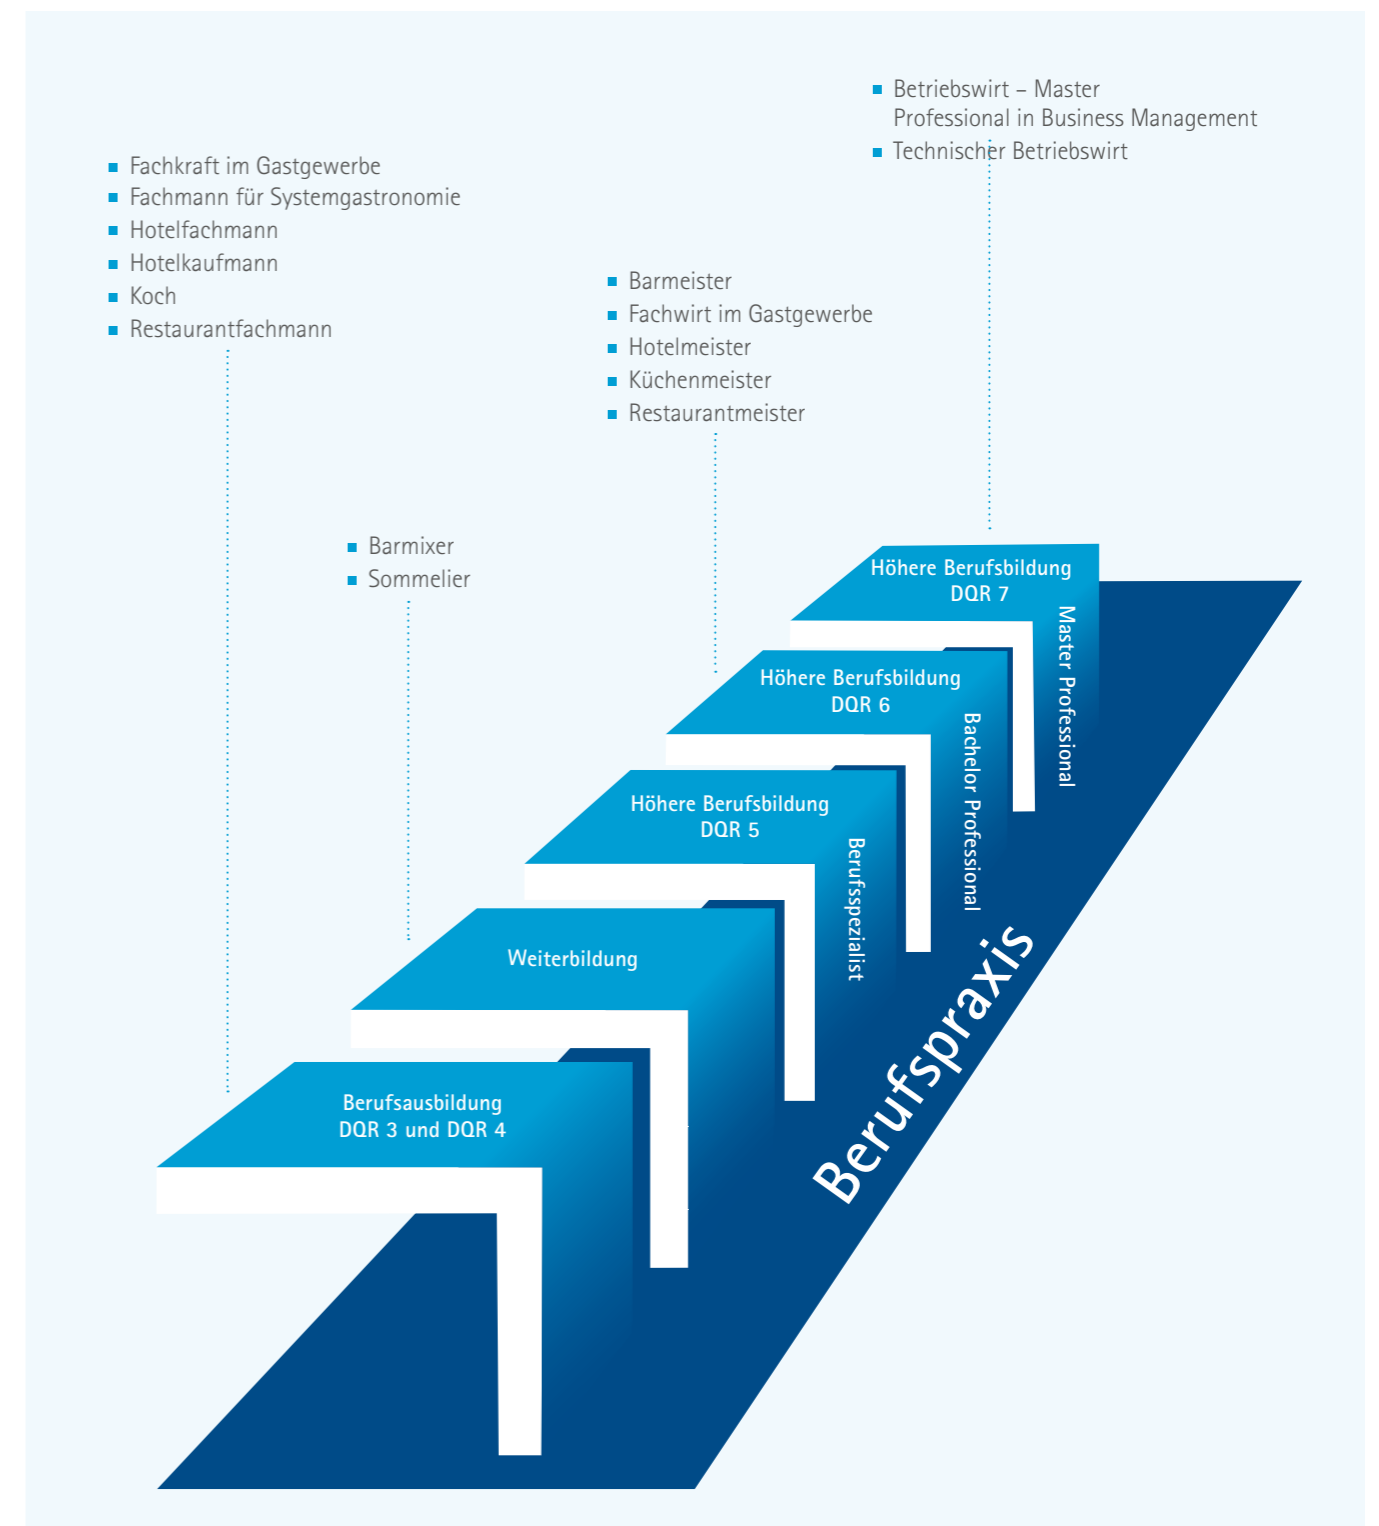 Betriebswirt – Master
Professional in Business Management
Technischer Betriebswirt
Fachkraft im Gastgewerbe
Fachmann für Systemgastronomie
Hotelfachmann
Hotelkaufmann
Koch
Restaurantfachmann
Barmeister
Fachwirt im Gastgewerbe
Hotelmeister
Küchenmeister
Restaurantmeister
Barmixer
Sommelier
Höhere Berufsbildung
DQR 7
Master Professional
Höhere Berufsbildung
DQR 6
Bachelor Professional
Höhere Berufsbildung
DQR 5
Berufsspezialist
Weiterbildung
Berufsausbildung
DQR 3 und DQR 4
Berufspraxis